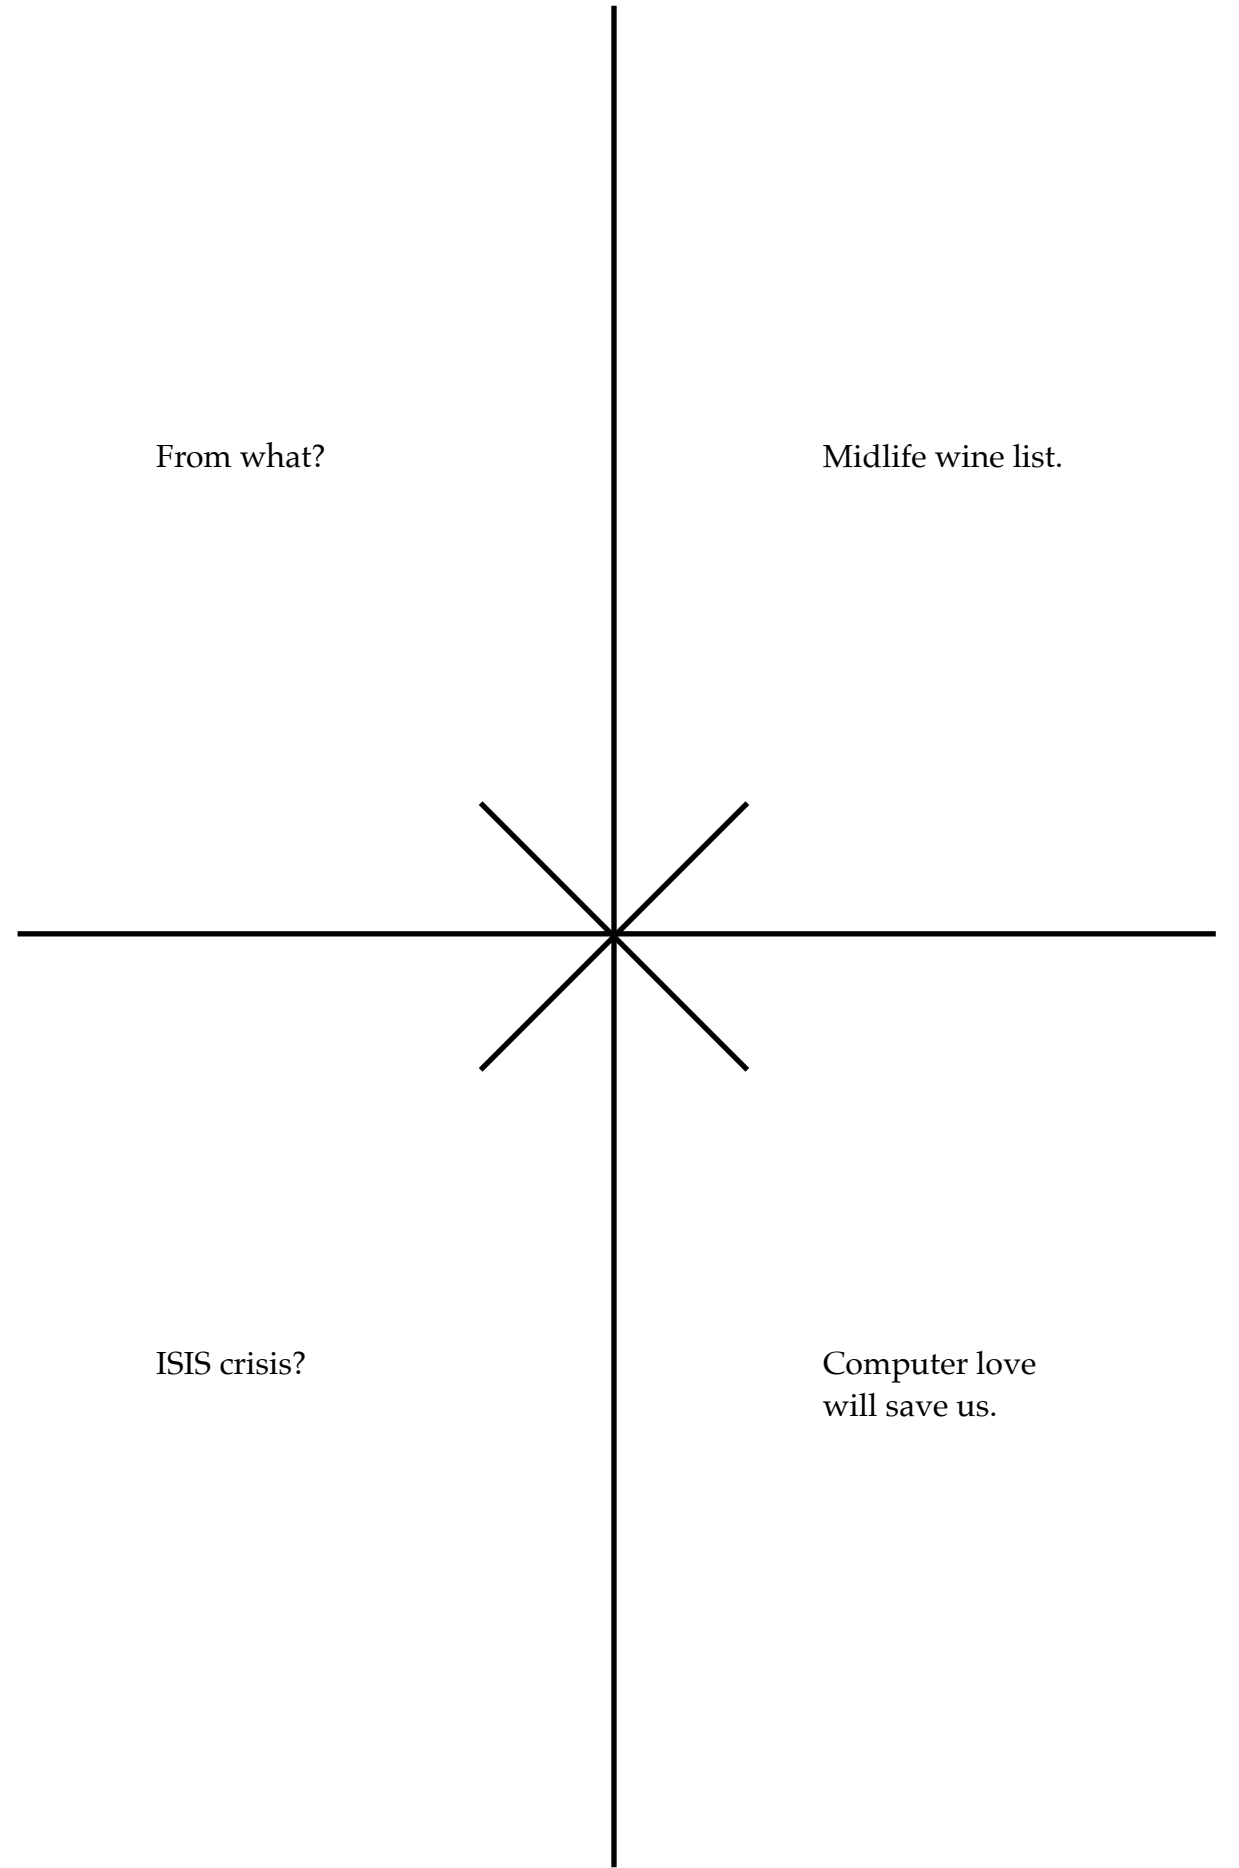 From what?
Midlife wine list.
ISIS crisis?
Computer love
will save us.